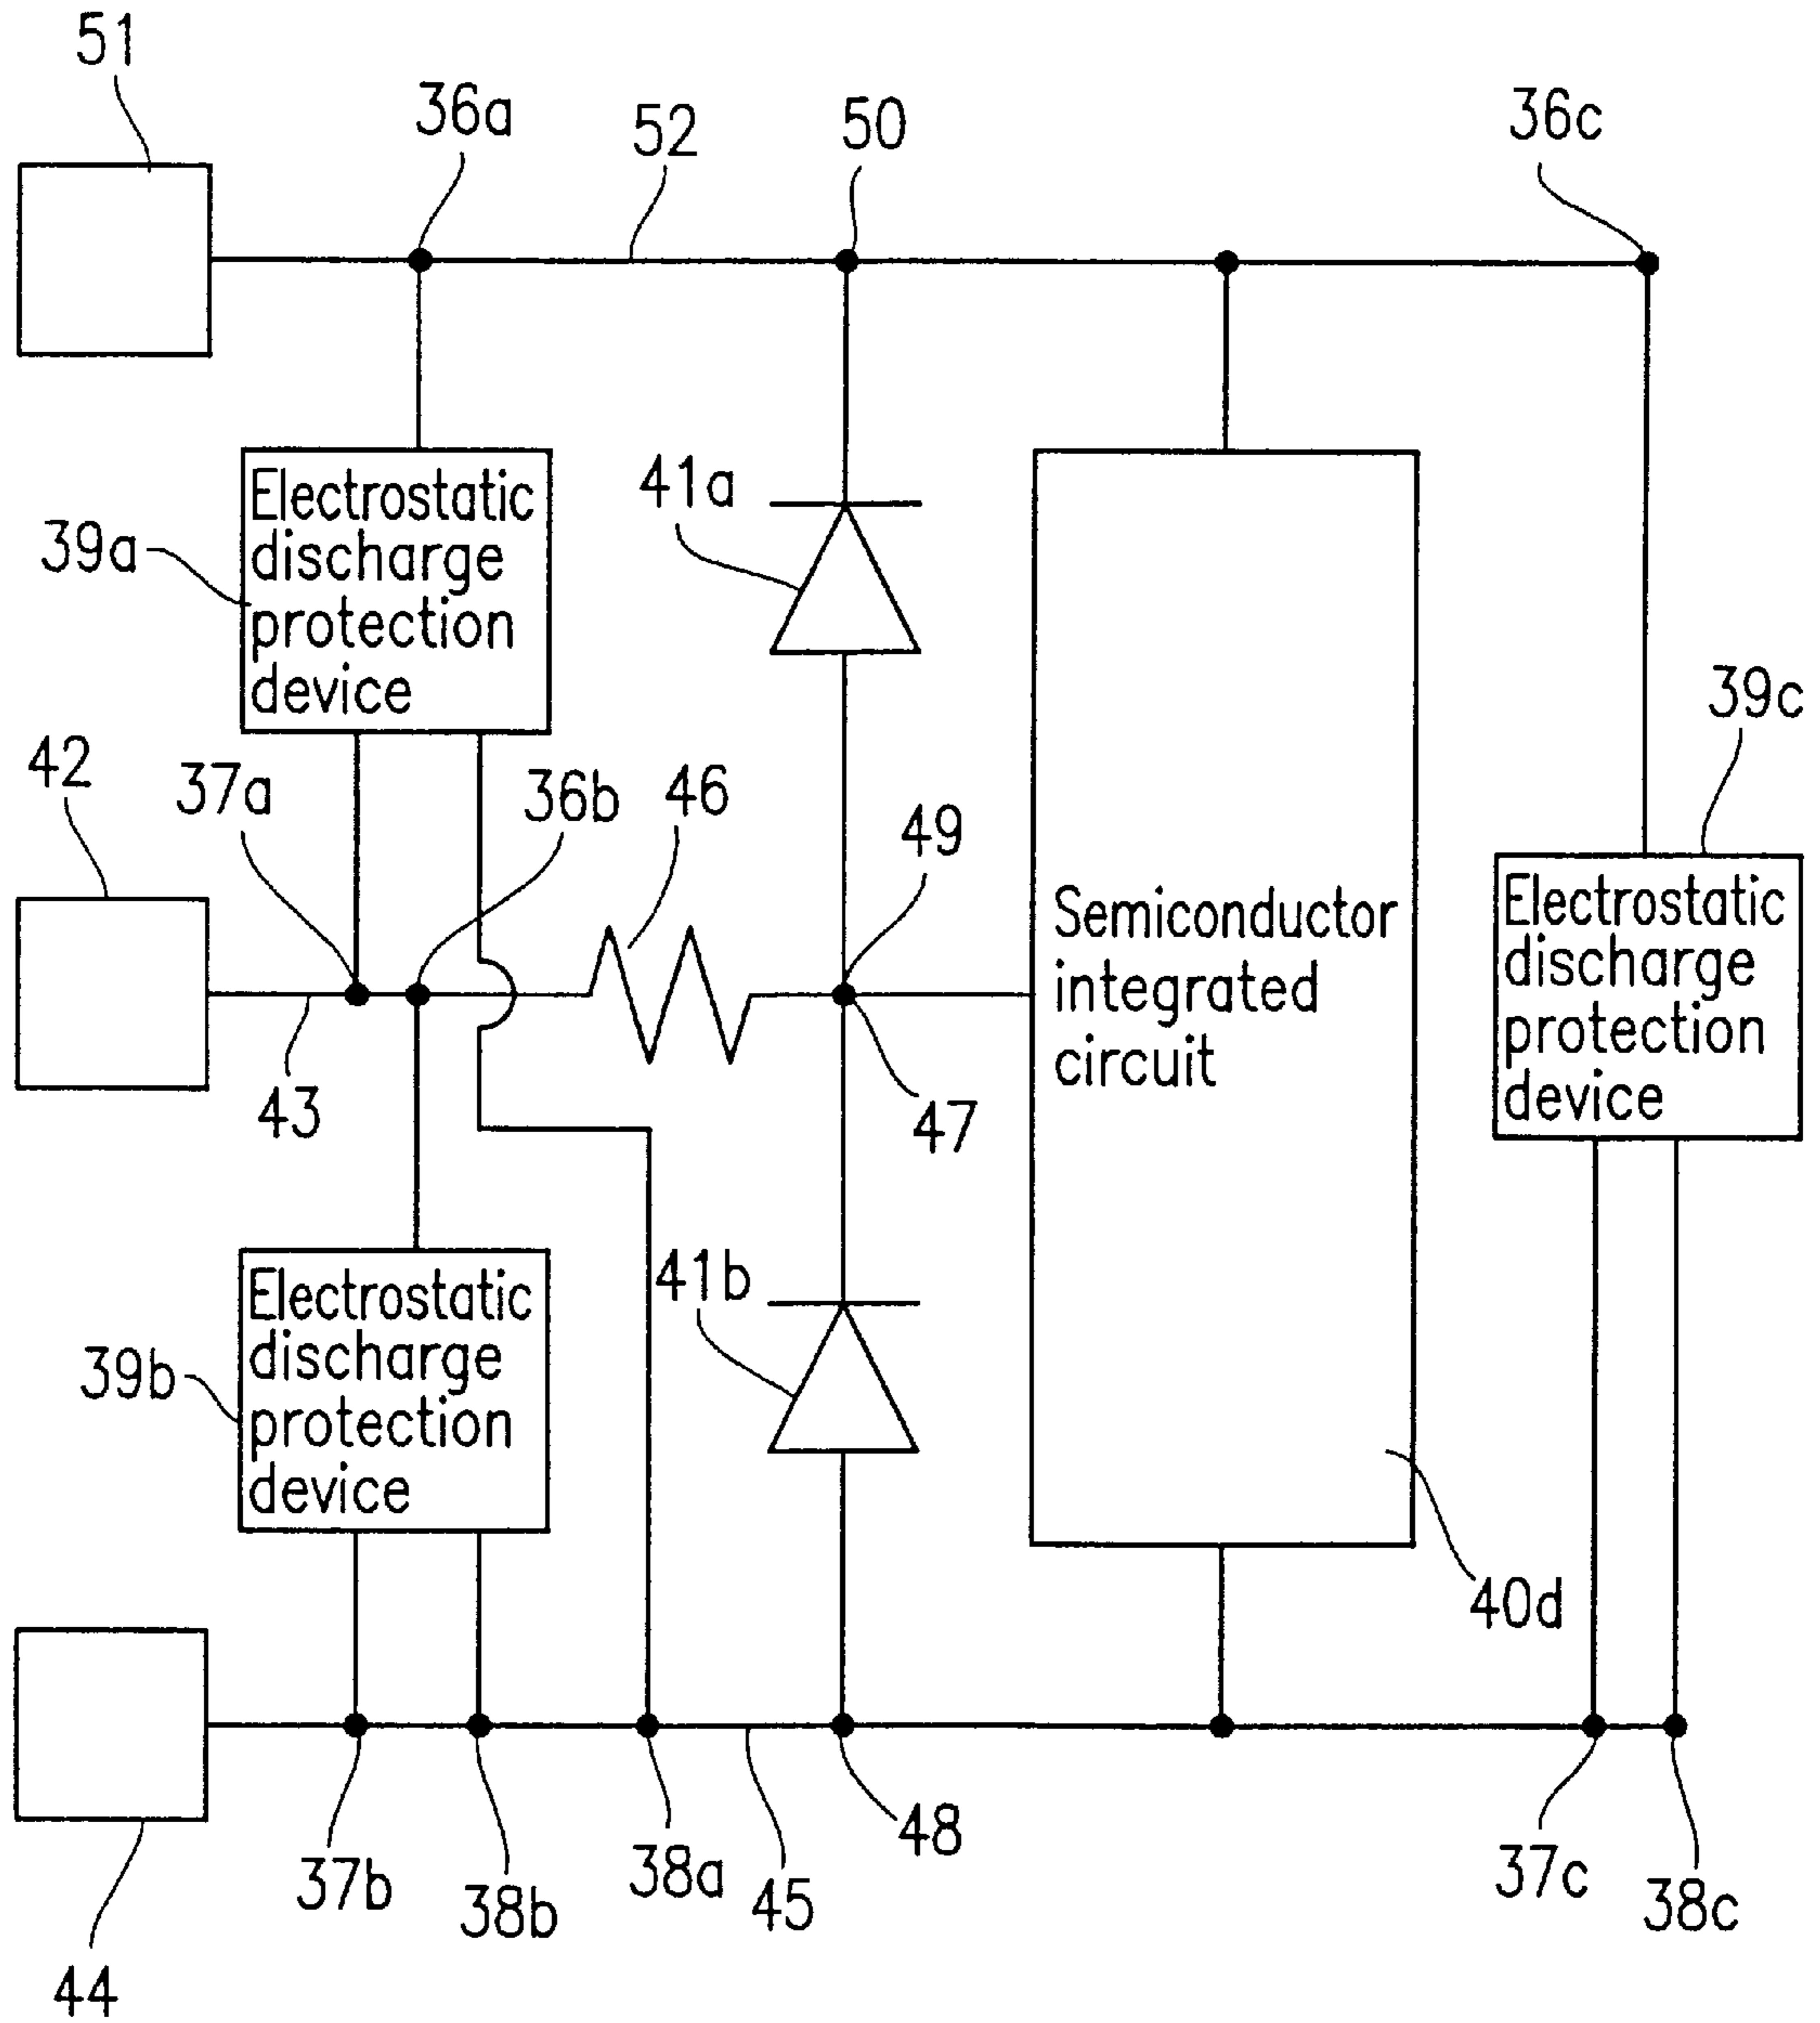 51
36a
52
50
36c
Electrostatic
discharge
protection
device
39a
41a
39c
42
37a
36b
46
49
Electrostatic
discharge
protection
device
Semiconductor
integrated
circuit
43
47
41b
Electrostatic
discharge
protection
device
39b
40d
48
37b
38b
38a
45
37c
38c
44